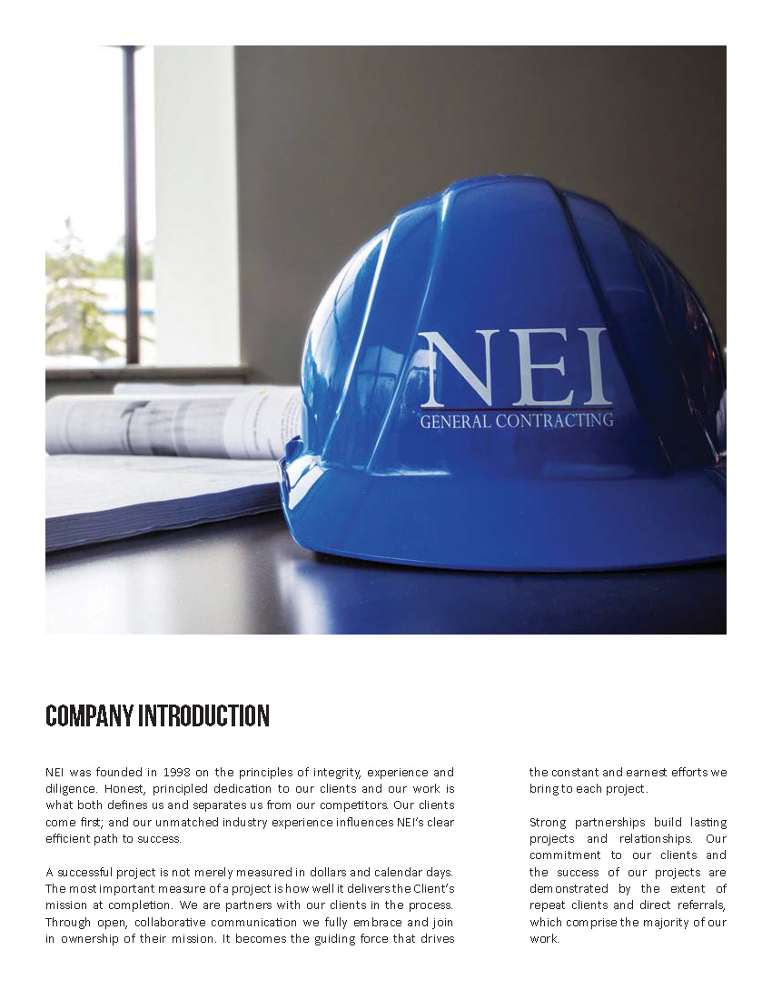 NEI
GENERAL CONTRACTING
COMPANY INTRODUCTION
NEI was founded in 1998 on the principles of integrity, experience and
diligence. Honest, principled dedication to our clients and our work is
what both defines us and separates us from our competitors. Our clients
come first; and our unmatched industry experience influences NEI's clear
efficient path to success.
A successful project is not merely measured in dollars and calendar days.
The most important measure of a project is how well it delivers the Client's
mission at completion. We are partners with our clients in the process.
Through open, collaborative communication we fully embrace and join
in ownership of their mission. It becomes the guiding force that drives
the constant and earnest efforts we
bring to each project.
Strong partnerships build lasting
projects and relationships. Our
commitment to our clients and
the success of our projects are
demonstrated by the extent of
repeat clients and direct referrals,
which comprise the majority of our
work.